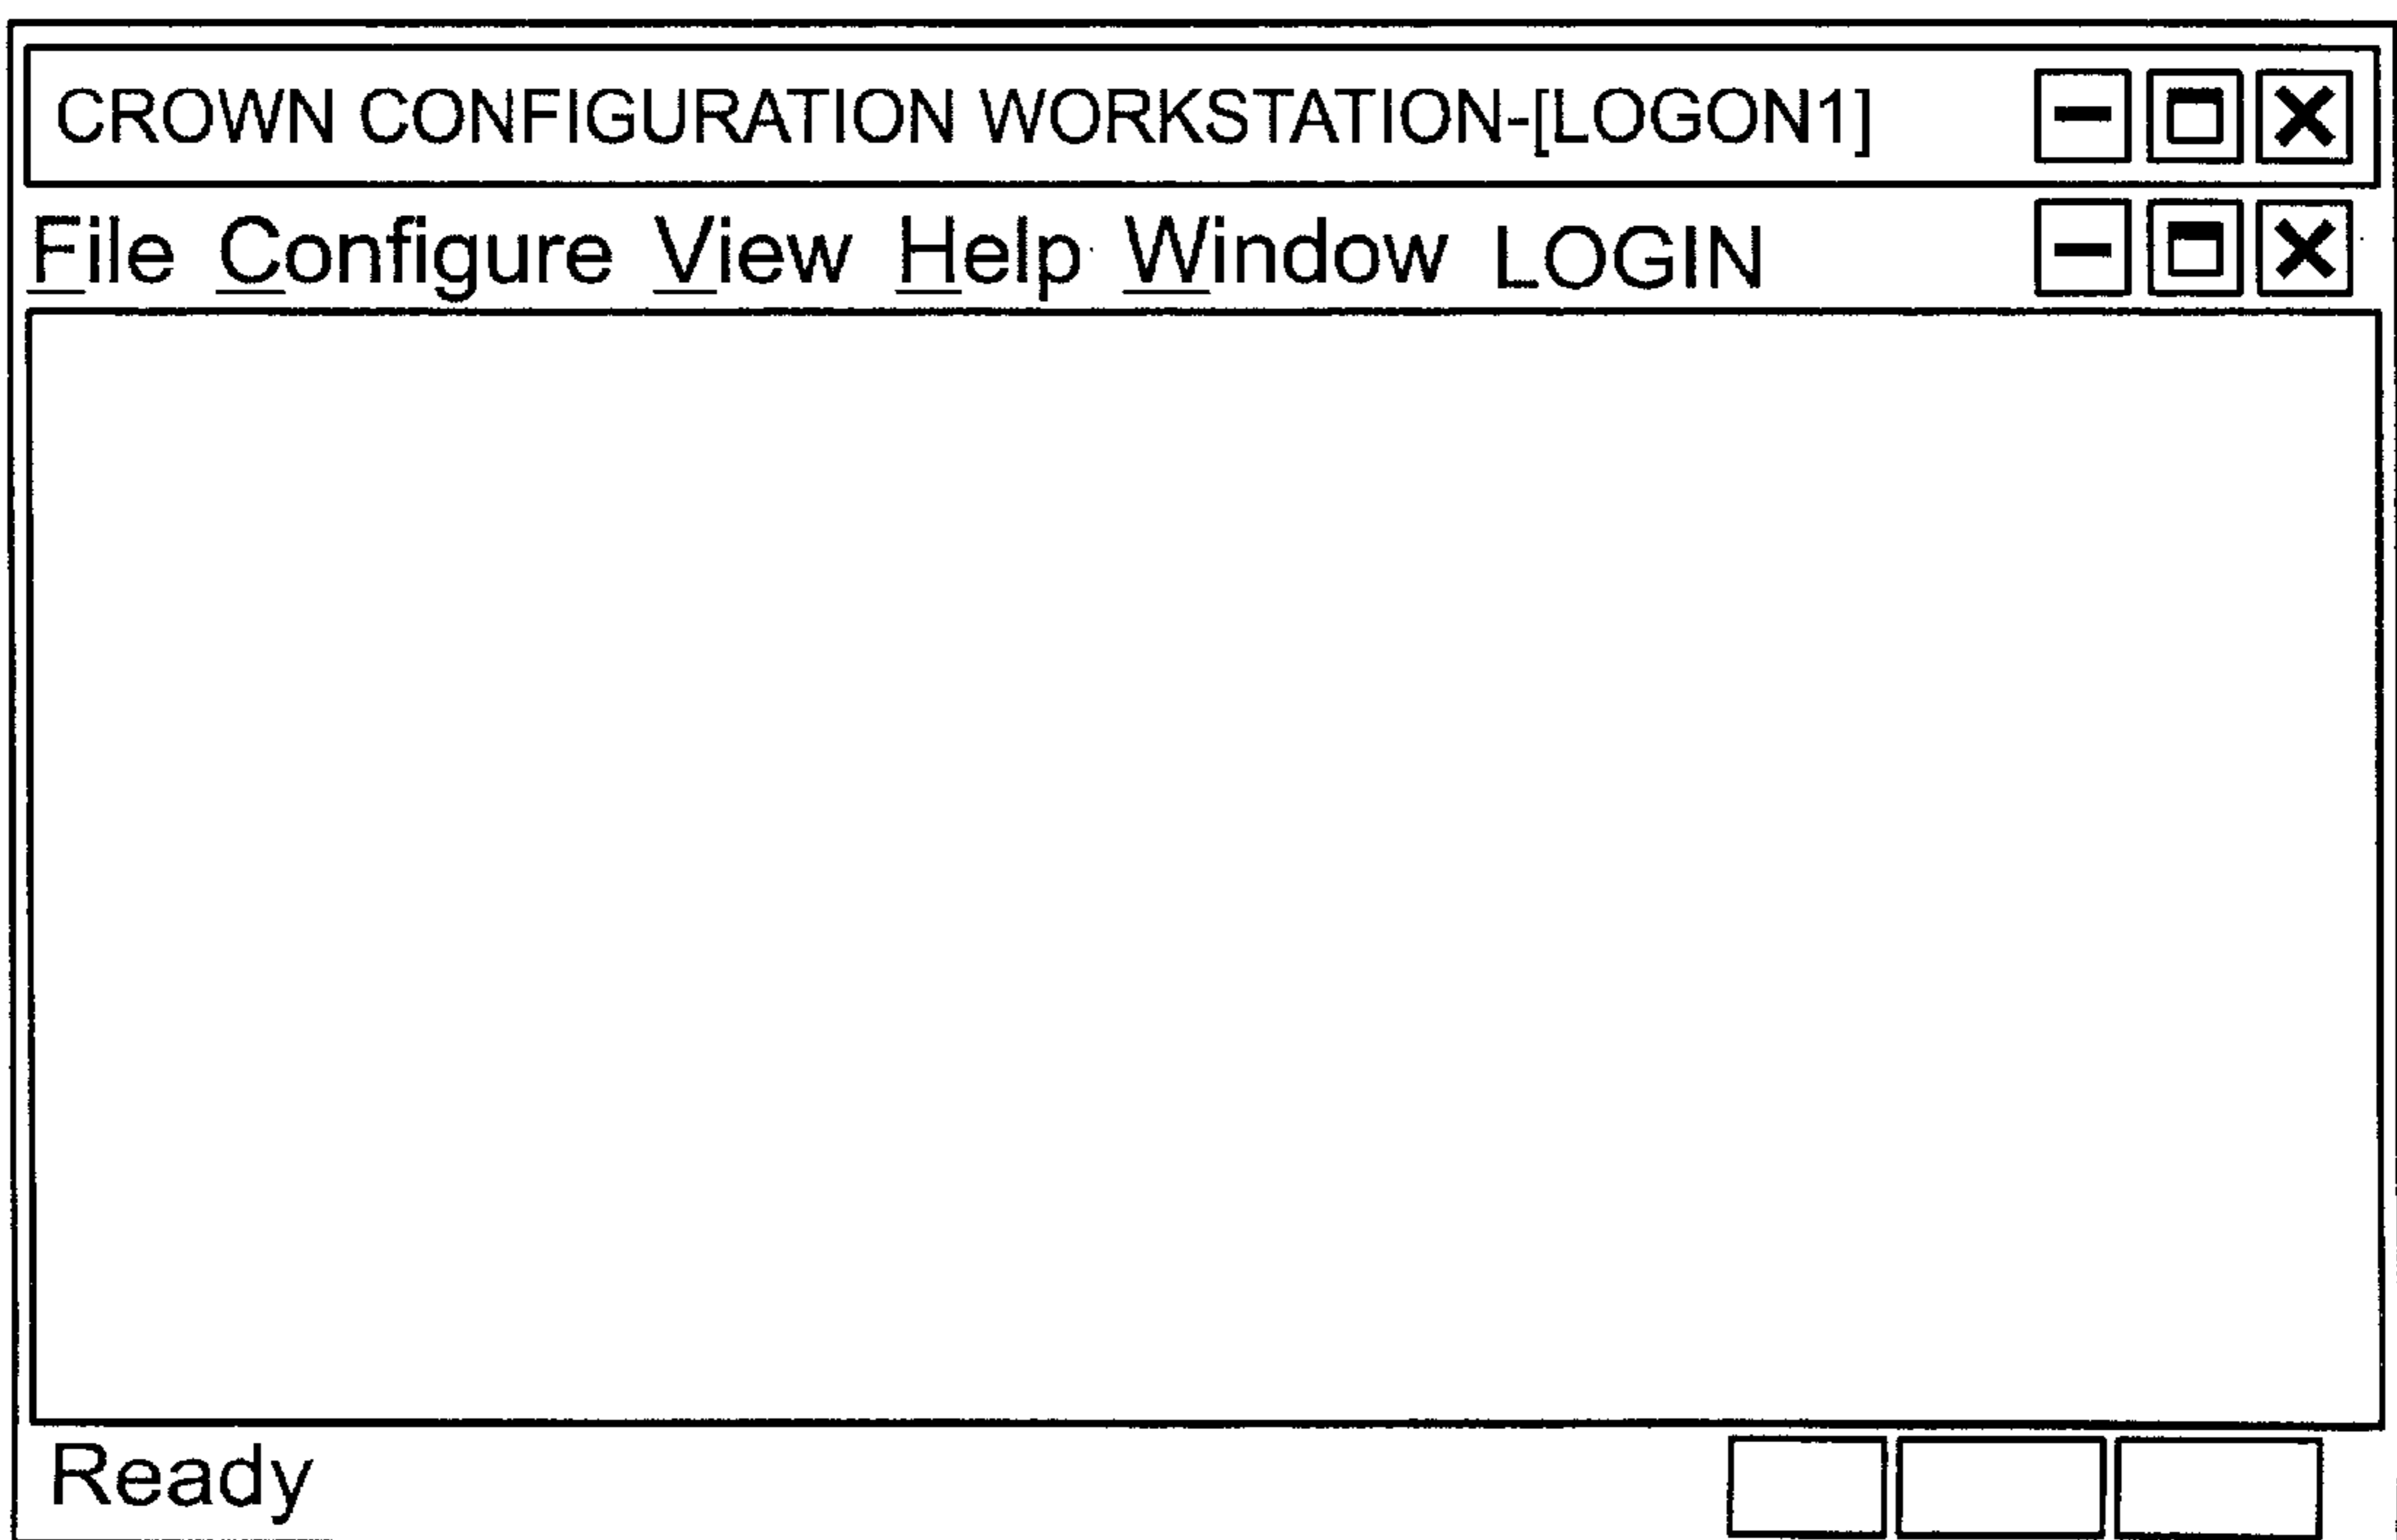 CROWN CONFIGURATION WORKSTATION-[LOGON1]
File Configure View Help Window LOGIN
Ready